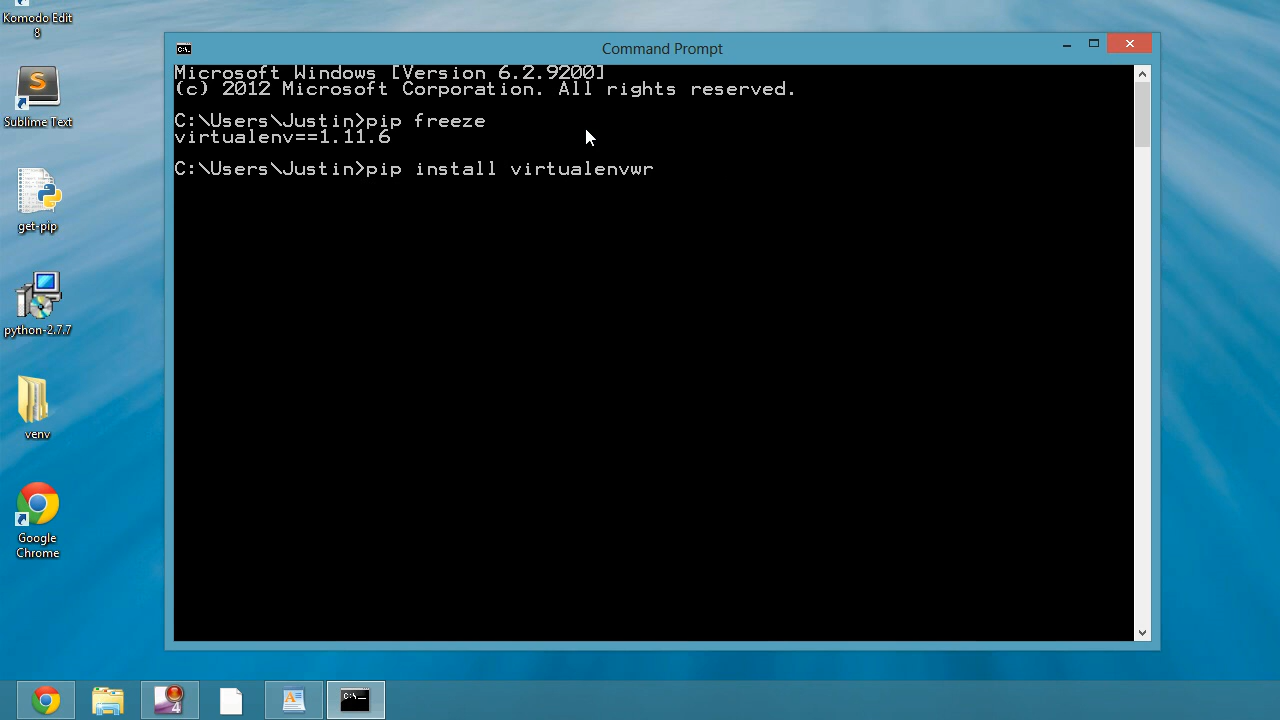 Komodo Edit
8
Sublime Text
get-pip
python-2.7.7
venv
Google
Chrome
Command Prompt
Microsoft Windows [Version 6.2.9200]
(c) 2012 Microsoft Corporation. All rights reserved.
C:\Users\Justin>pip freeze
virtualenv==1.11.6
C:\Users\Justin>pip install virtualenvwr